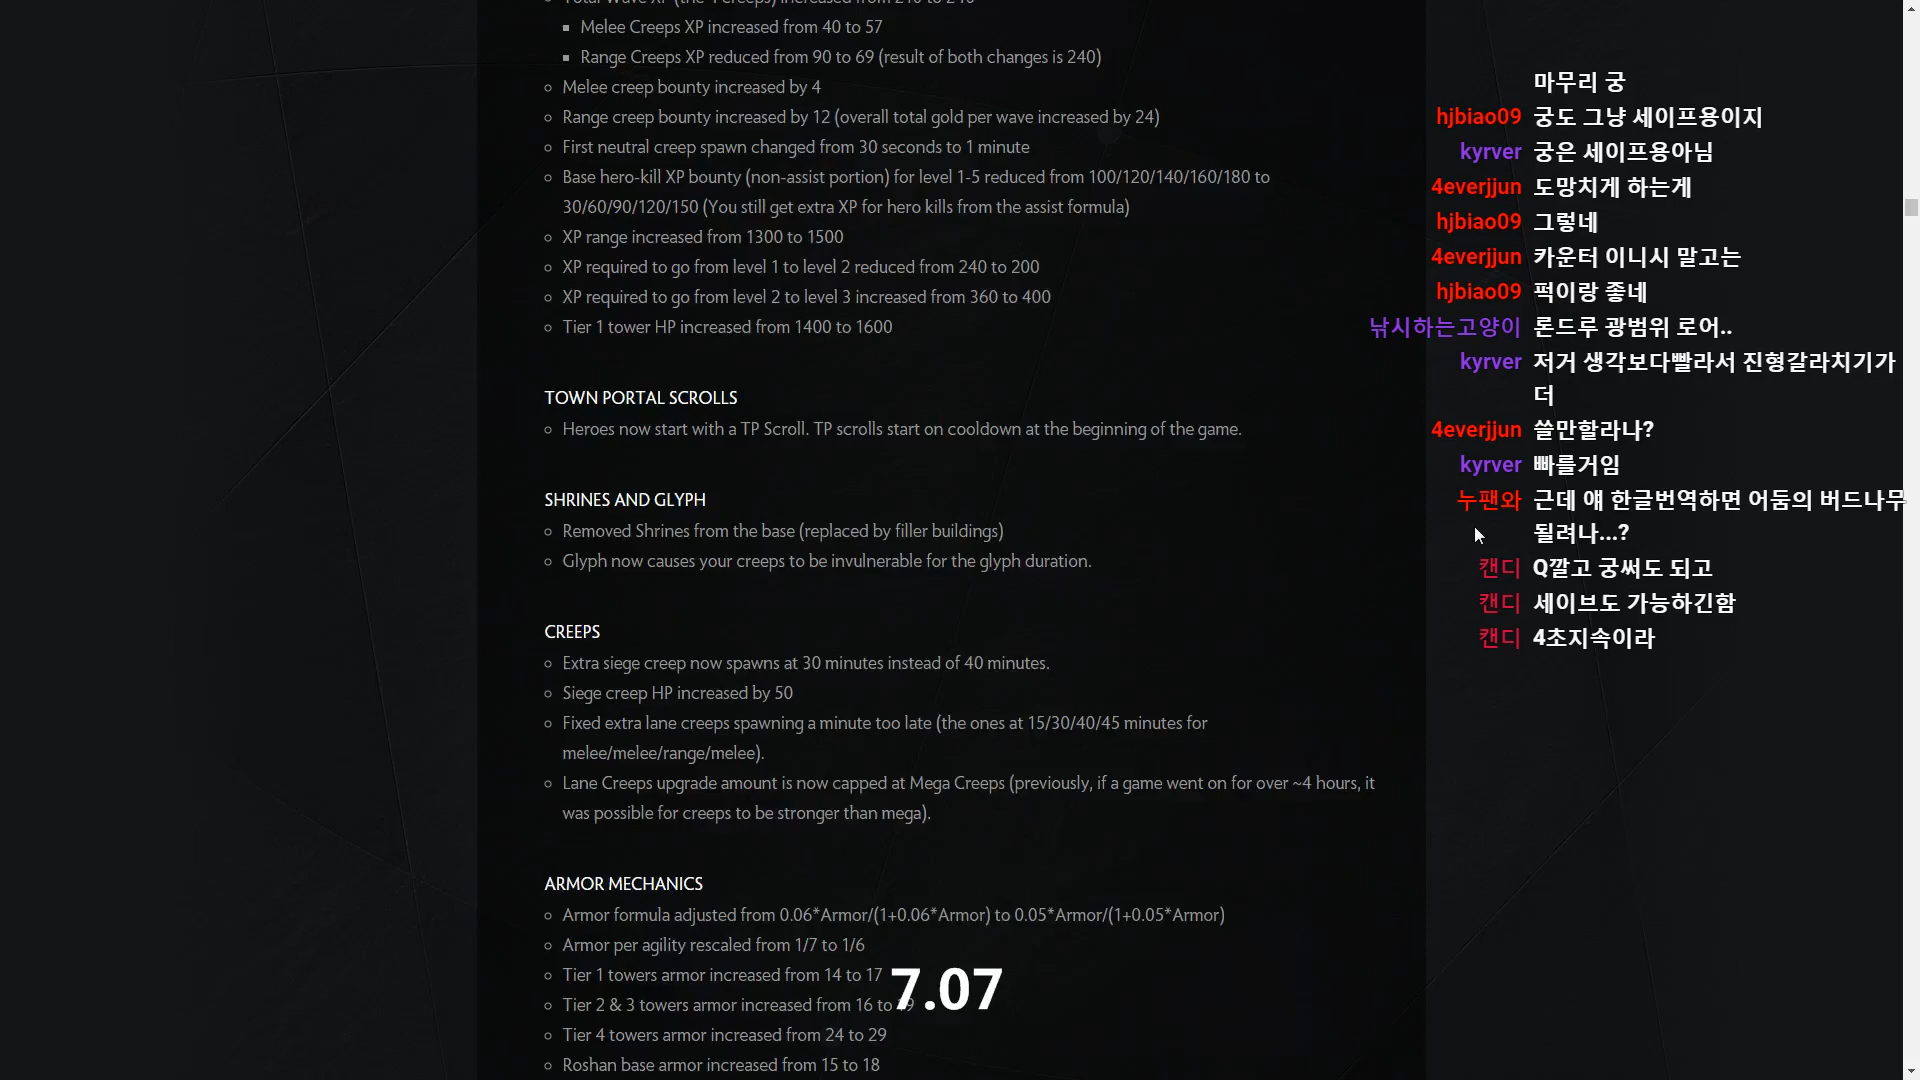 Melee Creeps XP increased from 40 to 57
Range Creeps XP reduced from 90 to 69 (result of both changes is 240)
Melee creep bounty increased by 4
Range creep bounty increased by 12 (overall total gold per wave increased by 24)
First neutral creep spawn changed from 30 seconds to 1 minute
Base hero-kill XP bounty (non-assist portion) for level 1-5 reduced from 100/120/140/160/180 to
30/60/90/120/150 (You still get extra XP for hero kills from the assist formula)
XP range increased from 1300 to 1500
XP required to go from level 1 to level 2 reduced from 240 to 200
XP required to go from level 2 to level 3 increased from 360 to 400
Tier 1 tower HP increased from 1400 to 1600
TOWN PORTAL SCROLLS
Heroes now start with a TP Scroll. TP scrolls start on cooldown at the beginning of the game.
SHRINES AND GLYPH
Removed Shrines from the base (replaced by filler buildings)
Glyph now causes your creeps to be invulnerable for the glyph duration.
CREEPS
Extra siege creep now spawns at 30 minutes instead of 40 minutes.
Siege creep HP increased by 50
Fixed extra lane creeps spawning a minute too late (the ones at 15/30/40/45 minutes for
melee/melee/range/melee).
Lane Creeps upgrade amount is now capped at Mega Creeps (previously, if a game went on for over ~4 hours, it
was possible for creeps to be stronger than mega).
ARMOR MECHANICS
Armor formula adjusted from 0.06*Armor/(1+0.06*Armor) to 0.05*Armor/(1+0.05*Armor)
Armor per agility rescaled from 1/7 to 1/6
Tier 1 towers armor increased from 14 to 17
Tier 2 & 3 towers armor increased from 16 to
Tier 4 towers armor increased from 24 to 29
Roshan base armor increased from 15 to 18
7.07
마무리 궁
hjbiao09 궁도 그냥 세이프용이지
kyrver 궁은 세이프용아님
4everjjun 도망치게 하는게
hjbiao09 그렇네
4everjjun 카운터 이니시 말고는
hjbiao09 퍽이랑 좋네
낚시하는고양이 론드루 광범위 로어..
kyrver 저거 생각보다빨라서 진형갈라치기가
더
4everjjun 쓸만할라나?
kyrver 빠를거임
누팬와 근데 얘 한글번역하면 어둠의 버드나무
될려나...?
캔디 Q깔고 궁써도 되고
캔디 세이브도 가능하긴함
캔디 4초지속이라